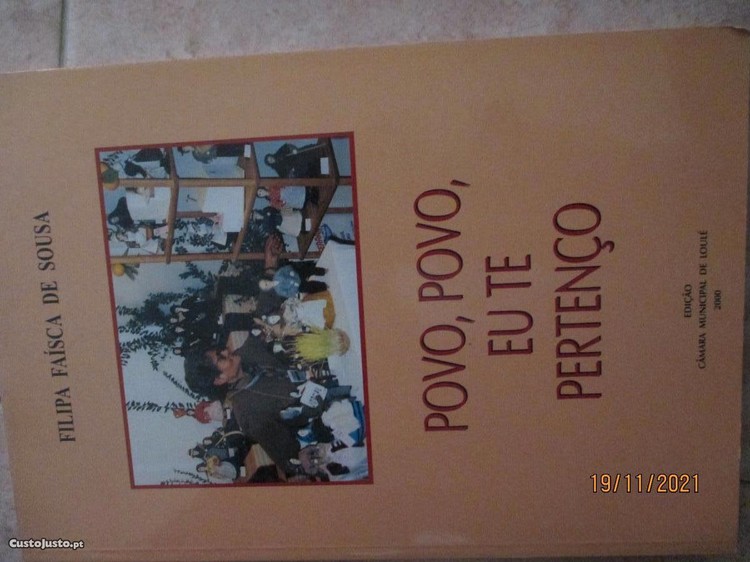 FILIPA FAÍSCA DE SOUSA
POVO, POVO,
EU TE
PERTENÇO
EDIÇÃO
CÂMARA MUNICIPAL DE LOULÉ
2000
19/11/2021
CustoJusto.pt